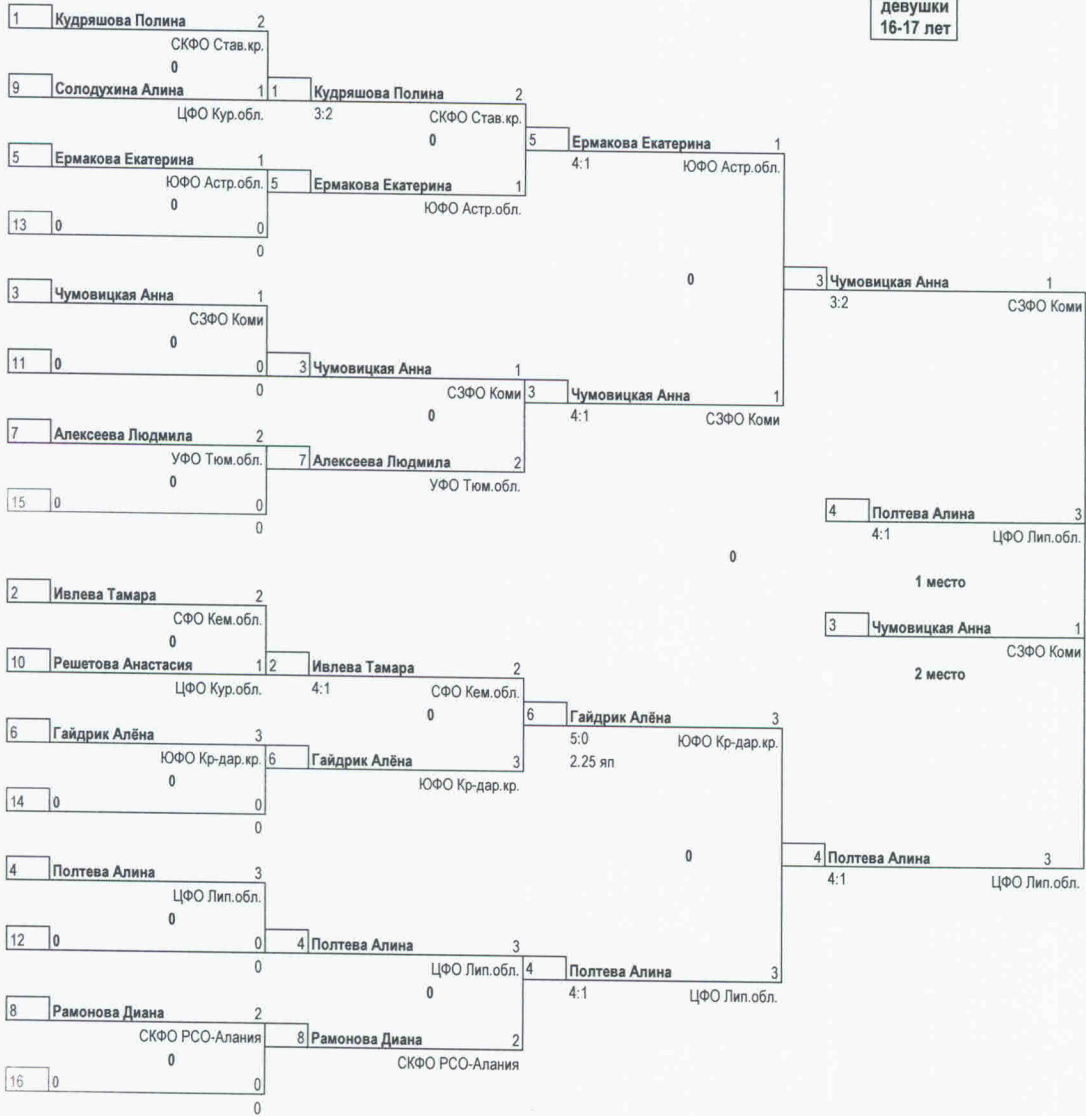 девушки
16-17 лет
1 Кудряшова Полина 2
СКФО Став.кр.
0
9 Солодухина Алина 1
ЦФО Кур.обл.
1 Кудряшова Полина 2
3:2 СКФО Став.кр.
0
5 Ермакова Екатерина 1
ЮФО Астр.обл.
0
13 0 0
0
5 Ермакова Екатерина 1
ЮФО Астр.обл.
5 Ермакова Екатерина 1
4:1 ЮФО Астр.обл.
0
3 Чумовицкая Анна 1
3:2 СЗФО Коми
3 Чумовицкая Анна 1
СЗФО Коми
0
11 0 0
0
3 Чумовицкая Анна 1
СЗФО Коми
0
3 Чумовицкая Анна 1
4:1 СЗФО Коми
7 Алексеева Людмила 2
УФО Тюм.обл.
0
15 0 0
0
7 Алексеева Людмила 2
УФО Тюм.обл.
4 Полтева Алина 3
4:1 ЦФО Лип.обл.
0
1 место
3 Чумовицкая Анна 1
СЗФО Коми
2 место
2 Ивлева Тамара 2
СФО Кем.обл.
0
10 Решетова Анастасия 1
ЦФО Кур.обл.
2 Ивлева Тамара 2
4:1 СФО Кем.обл.
0
6 Гайдрик Алёна 3
ЮФО Кр-дар.кр.
0
14 0 0
0
6 Гайдрик Алёна 3
ЮФО Кр-дар.кр.
6 Гайдрик Алёна 3
5:0 ЮФО Кр-дар.кр.
2.25 яп
0
4 Полтева Алина 3
4:1 ЦФО Лип.обл.
4 Полтева Алина 3
ЦФО Лип.обл.
0
12 0 0
0
4 Полтева Алина 3
ЦФО Лип.обл.
0
4 Полтева Алина 3
4:1 ЦФО Лип.обл.
8 Рамонова Диана 2
СКФО РСО-Алания
0
16 0 0
0
8 Рамонова Диана 2
СКФО РСО-Алания